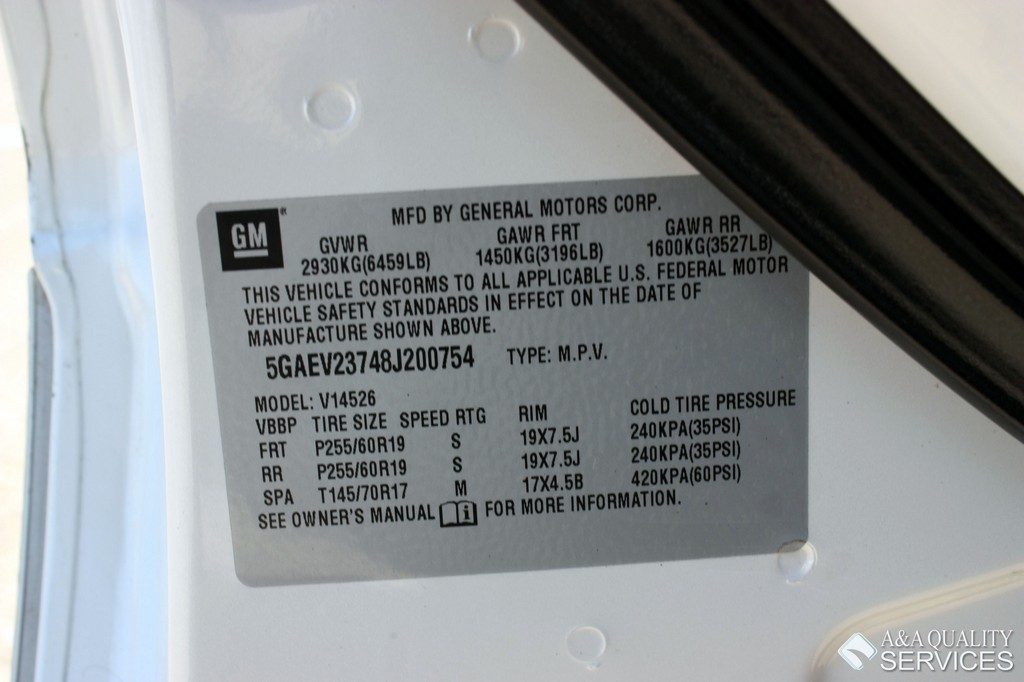 GM® MFD BY GENERAL MOTORS CORP.
GVWR GAWR FRT GAWR RR
2930KG(6459LB) 1450KG(3196LB) 1600KG(3527LB)
THIS VEHICLE CONFORMS TO ALL APPLICABLE U.S. FEDERAL MOTOR
VEHICLE SAFETY STANDARDS IN EFFECT ON THE DATE OF
MANUFACTURE SHOWN ABOVE.
5GAEV23748J200754 TYPE: M.P.V.
MODEL: V14526
VBBP TIRE SIZE SPEED RTG RIM COLD TIRE PRESSURE
FRT P255/60R19 S 19X7.5J 240KPA(35PSI)
RR P255/60R19 S 19X7.5J 240KPA(35PSI)
SPA T145/70R17 M 17X4.5B 420KPA(60PSI)
SEE OWNER'S MANUAL FOR MORE INFORMATION.
A&A QUALITY
SERVICES